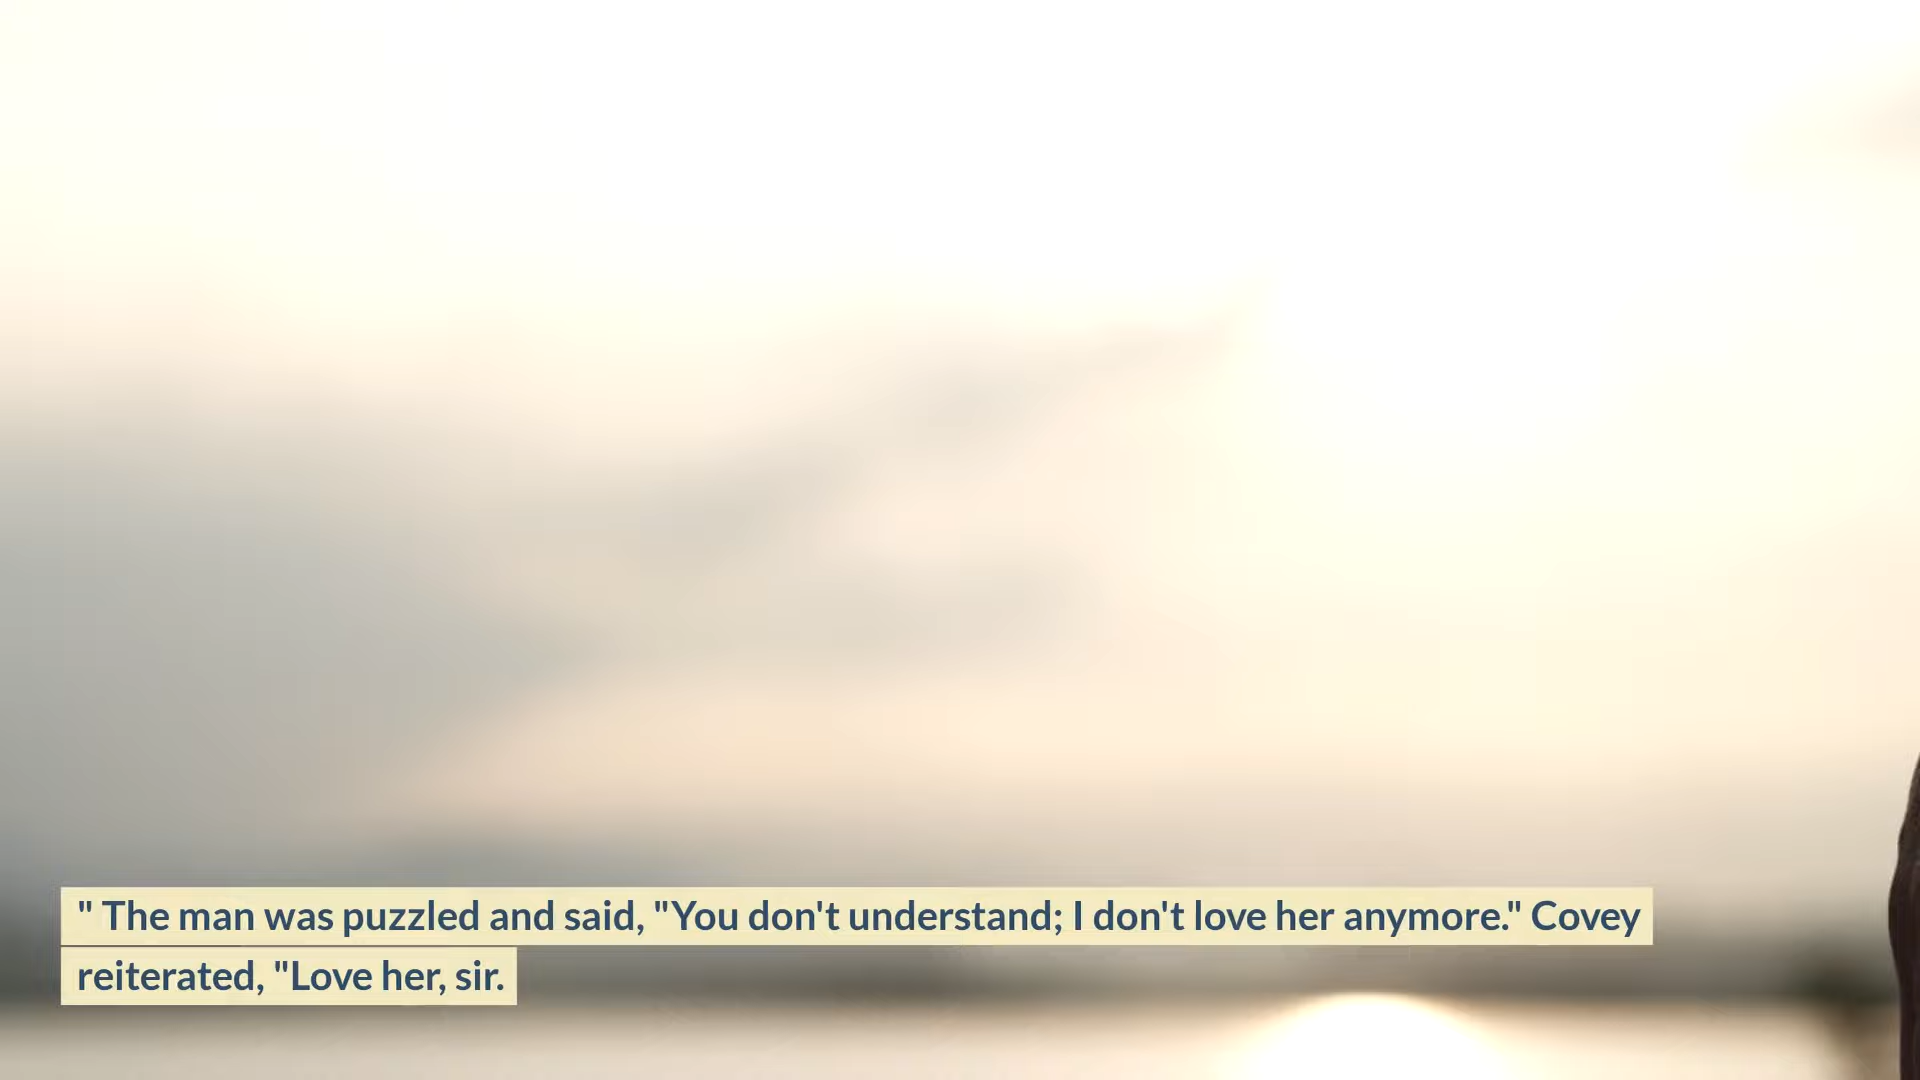 " The man was puzzled and said, "You don't understand; I don't love her anymore." Covey
reiterated, "Love her, sir.